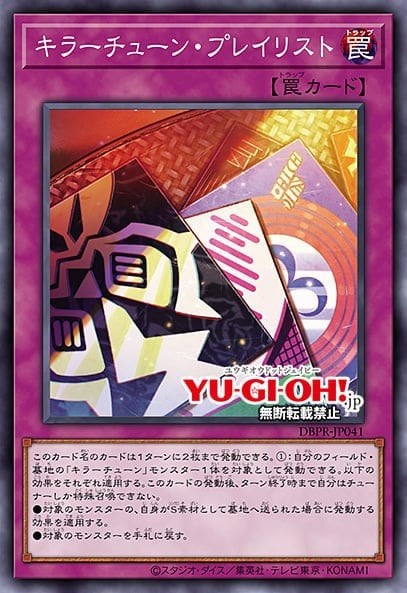 キラーチューン・プレイリスト
トラップ
罠
トラップ
【罠カード】
ユウギオウドットジェイピー
YU-GI-OH!.jp
無断転載禁止
DBPR-JP041
このカード名のカードは1ターンに2枚まで発動できる。①:自分のフィールド・
墓地の「キラーチューン」モンスター1体を対象として発動できる。以下の
効果をそれぞれ適用する。このカードの発動後、ターン終了時まで自分はチュー
ナーしか特殊召喚できない。
●対象のモンスターの、自身がS素材として墓地へ送られた場合に発動する
効果を適用する。
●対象のモンスターを手札に戻す。
©スタジオ・ダイス/集英社・テレビ東京・KONAMI